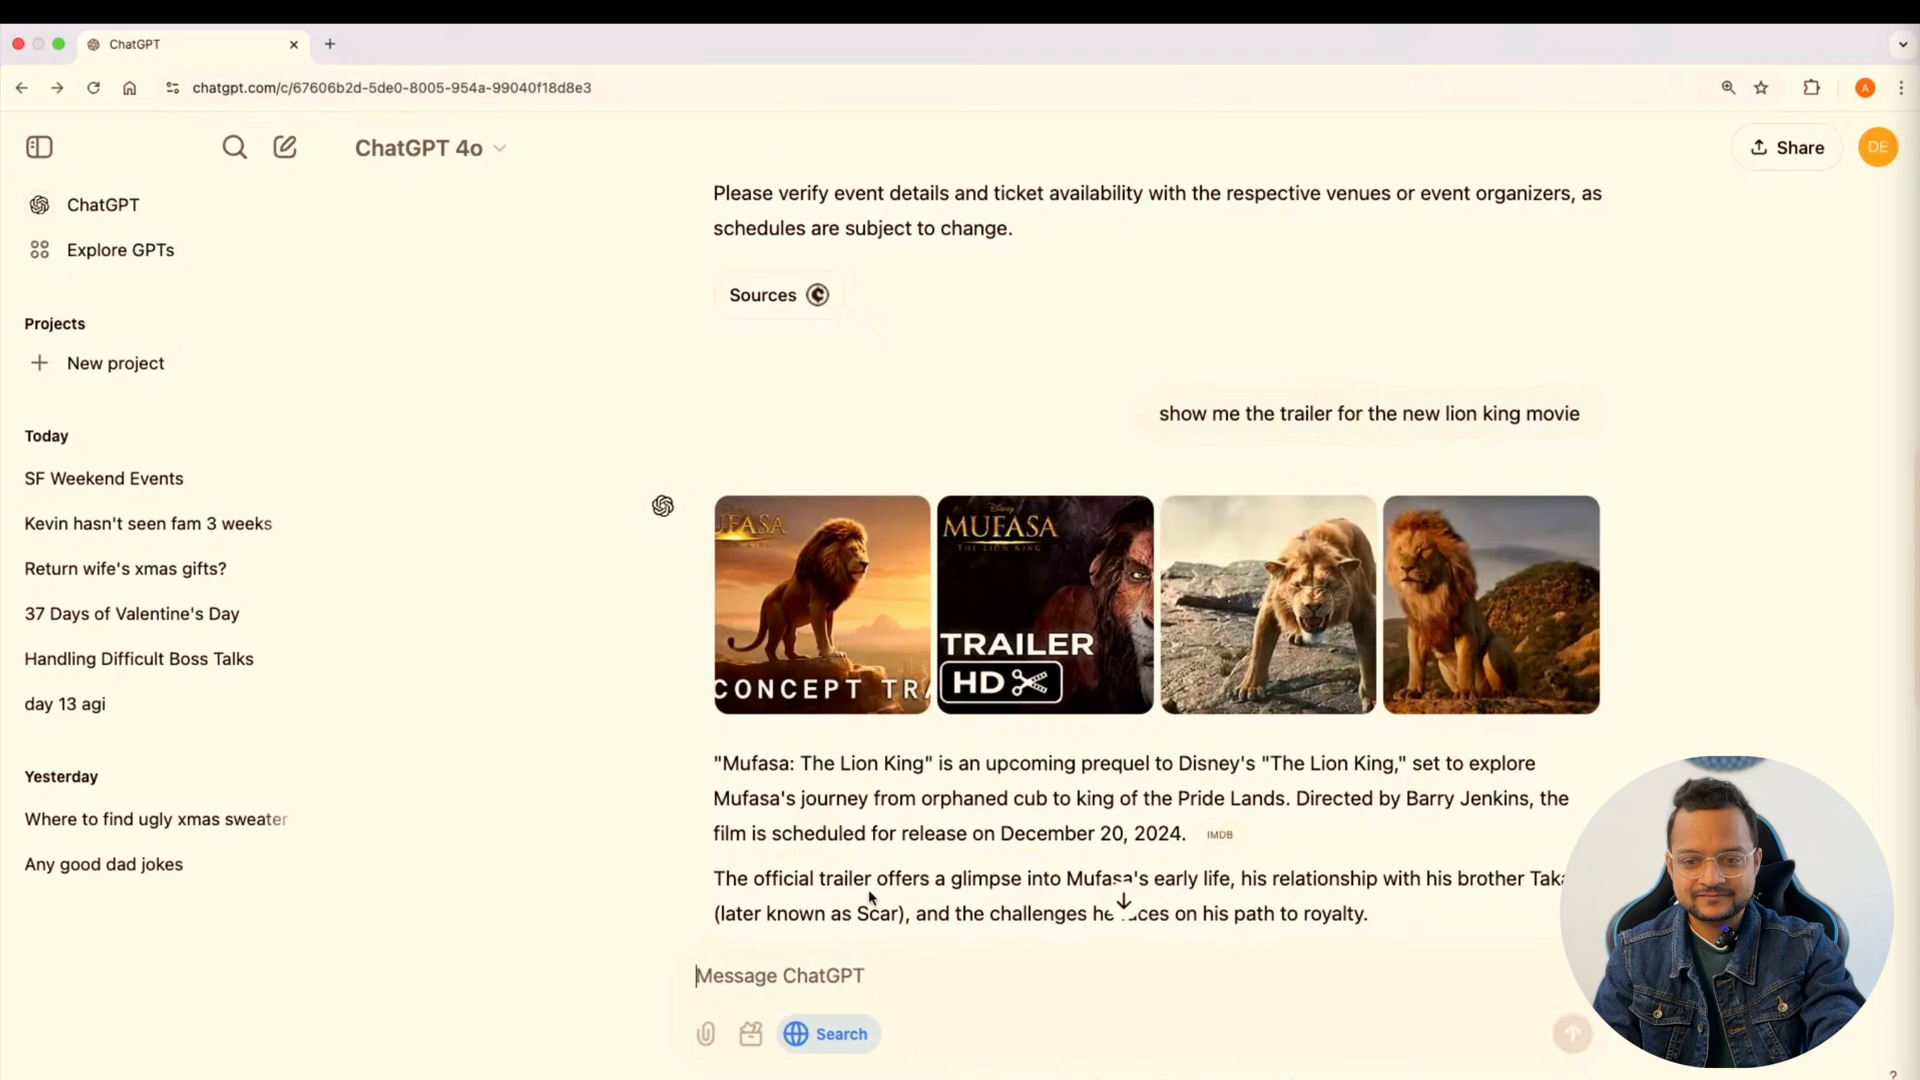 ChatGPT
chatgpt.com/c/67606b2d-5de0-8005-954a-99040f18d8e3
A
ChatGPT 4o
Share
DE
ChatGPT
Explore GPTs
Projects
New project
Today
SF Weekend Events
Kevin hasn't seen fam 3 weeks
Return wife's xmas gifts?
37 Days of Valentine's Day
Handling Difficult Boss Talks
day 13 agi
Yesterday
Where to find ugly xmas sweater
Any good dad jokes
Please verify event details and ticket availability with the respective venues or event organizers, as
schedules are subject to change.
Sources
show me the trailer for the new lion king movie
UFASA
CONCEPT TRA
Disney's
MUFASA
THE LION KING
TRAILER
HD
"Mufasa: The Lion King" is an upcoming prequel to Disney's "The Lion King," set to explore
Mufasa's journey from orphaned cub to king of the Pride Lands. Directed by Barry Jenkins, the
film is scheduled for release on December 20, 2024. IMDB
The official trailer offers a glimpse into Mufasa's early life, his relationship with his brother Taka
(later known as Scar), and the challenges he on his path to royalty.
Message ChatGPT
Search
?